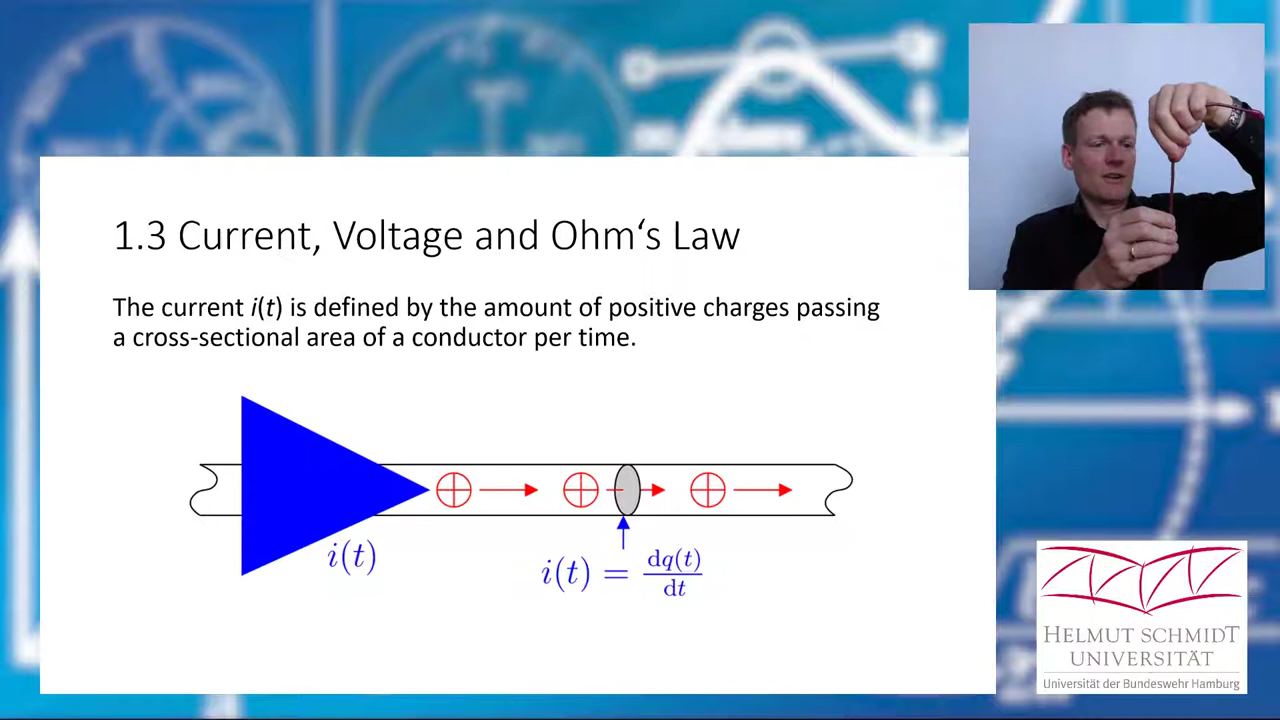 1.3 Current, Voltage and Ohm‘s Law
The current i(t) is defined by the amount of positive charges passing
a cross-sectional area of a conductor per time.
i(t)
i(t) = dq(t)/dt
HELMUT SCHMIDT
UNIVERSITÄT
Universität der Bundeswehr Hamburg